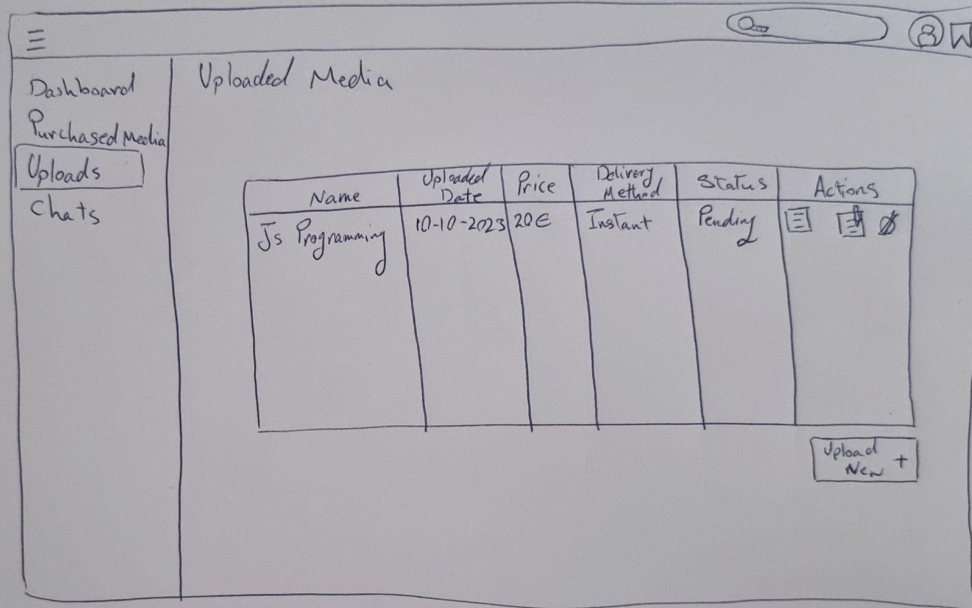 Dashboard
Purchased Media
Uploads
Chats
Uploaded Media
Name
Uploaded
Date
Price
Delivery
Method
Status
Actions
Js Programming
10-10-2023
20€
Instant
Pending
Upload
New +